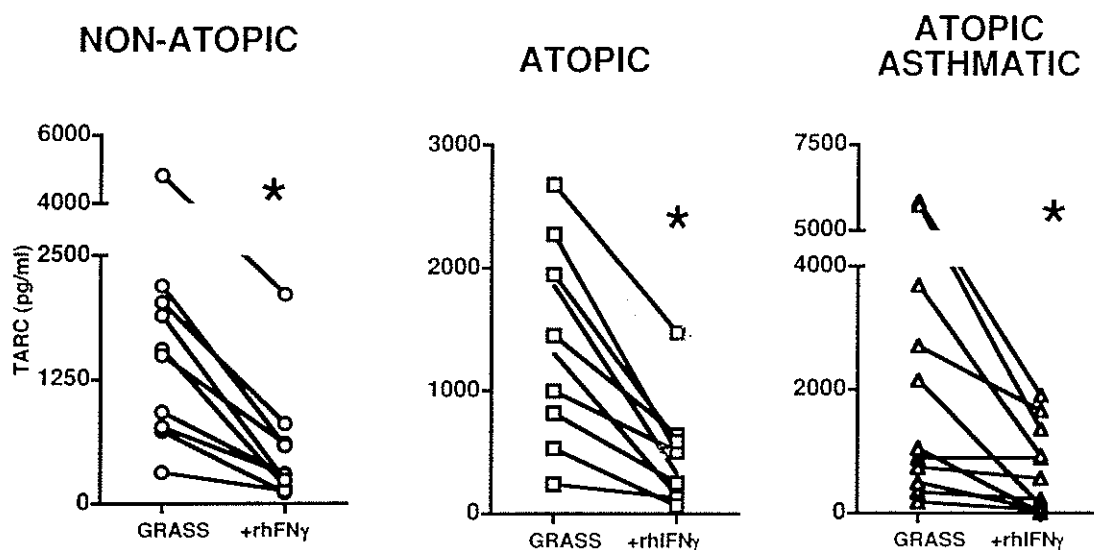 NON-ATOPIC
ATOPIC
ATOPIC
ASTHMATIC
TARC (pg/ml)
6000
4000
2500
1250
0
GRASS +rhFNγ
3000
2000
1000
0
GRASS +rhIFNγ
7500
5000
4000
2000
0
GRASS +rhIFNγ